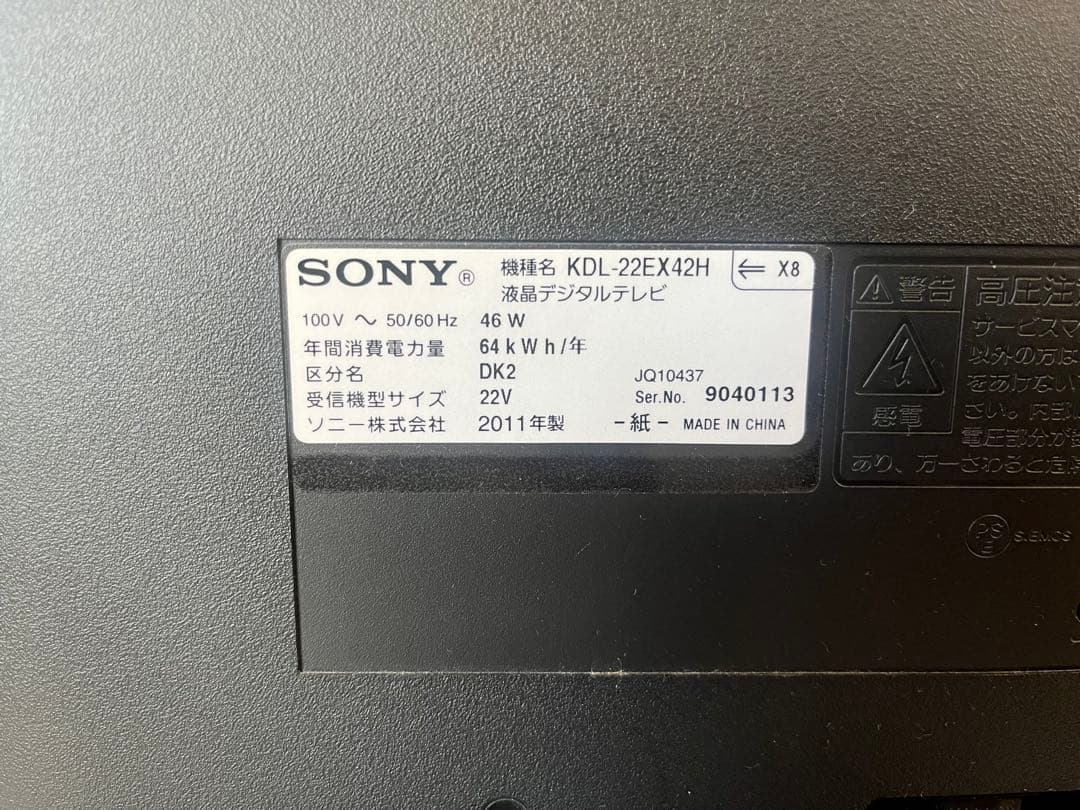 SONY® 機種名 KDL-22EX42H ⇐ X8
液晶デジタルテレビ
100V ～ 50/60Hz 46 W
年間消費電力量 64 kWh/年
区分名 DK2
JQ10437
受信機型サイズ 22V Ser.No. 9040113
ソニー株式会社 2011年製 -紙- MADE IN CHINA
警告 高圧注
サービスマ
以外の方は
をあけない
さい。内部
感電
電圧部分が
あり、万一さわると危
PS
E
S.EMCS